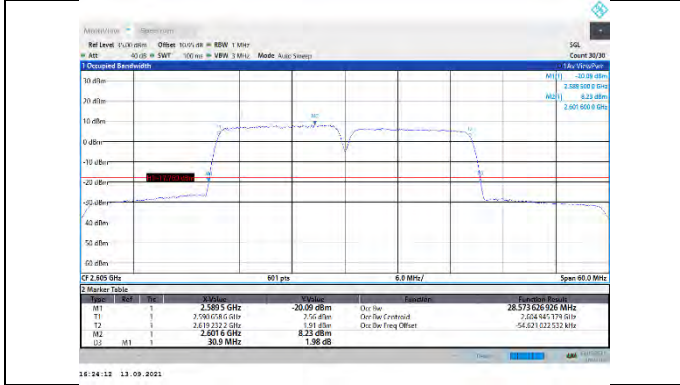 MultiView Spectrum
Ref Level 35.00 dBm Offset 10.95 dB RBW 1 MHz SGL
Att 40 dB SWT 100 ms VBW 3 MHz Mode Auto Sweep Count 30/30
1 Occupied Bandwidth 1Av ViewPwr
M1[1] -20.09 dBm
2.589 500 0 GHz
M2[1] 8.23 dBm
2.601 600 0 GHz
30 dBm
20 dBm
10 dBm
0 dBm
-10 dBm
-20 dBm
-30 dBm
-40 dBm
-50 dBm
-60 dBm
CF 2.605 GHz 601 pts 6.0 MHz/ Span 60.0 MHz
2 Marker Table
Type Ref Trc X-Value Y-Value Function Function Result
M1 1 2.5895 GHz -20.09 dBm Occ Bw 28.573 626 926 MHz
T1 1 2.590 658 6 GHz 2.56 dBm Occ Bw Centroid 2.604 945 379 GHz
T2 1 2.619 232 2 GHz 1.91 dBm Occ Bw Freq Offset -54.621 022 532 kHz
M2 1 2.6016 GHz 8.23 dBm
D3 M1 1 30.9 MHz 1.98 dB
16:24:12 13.09.2021